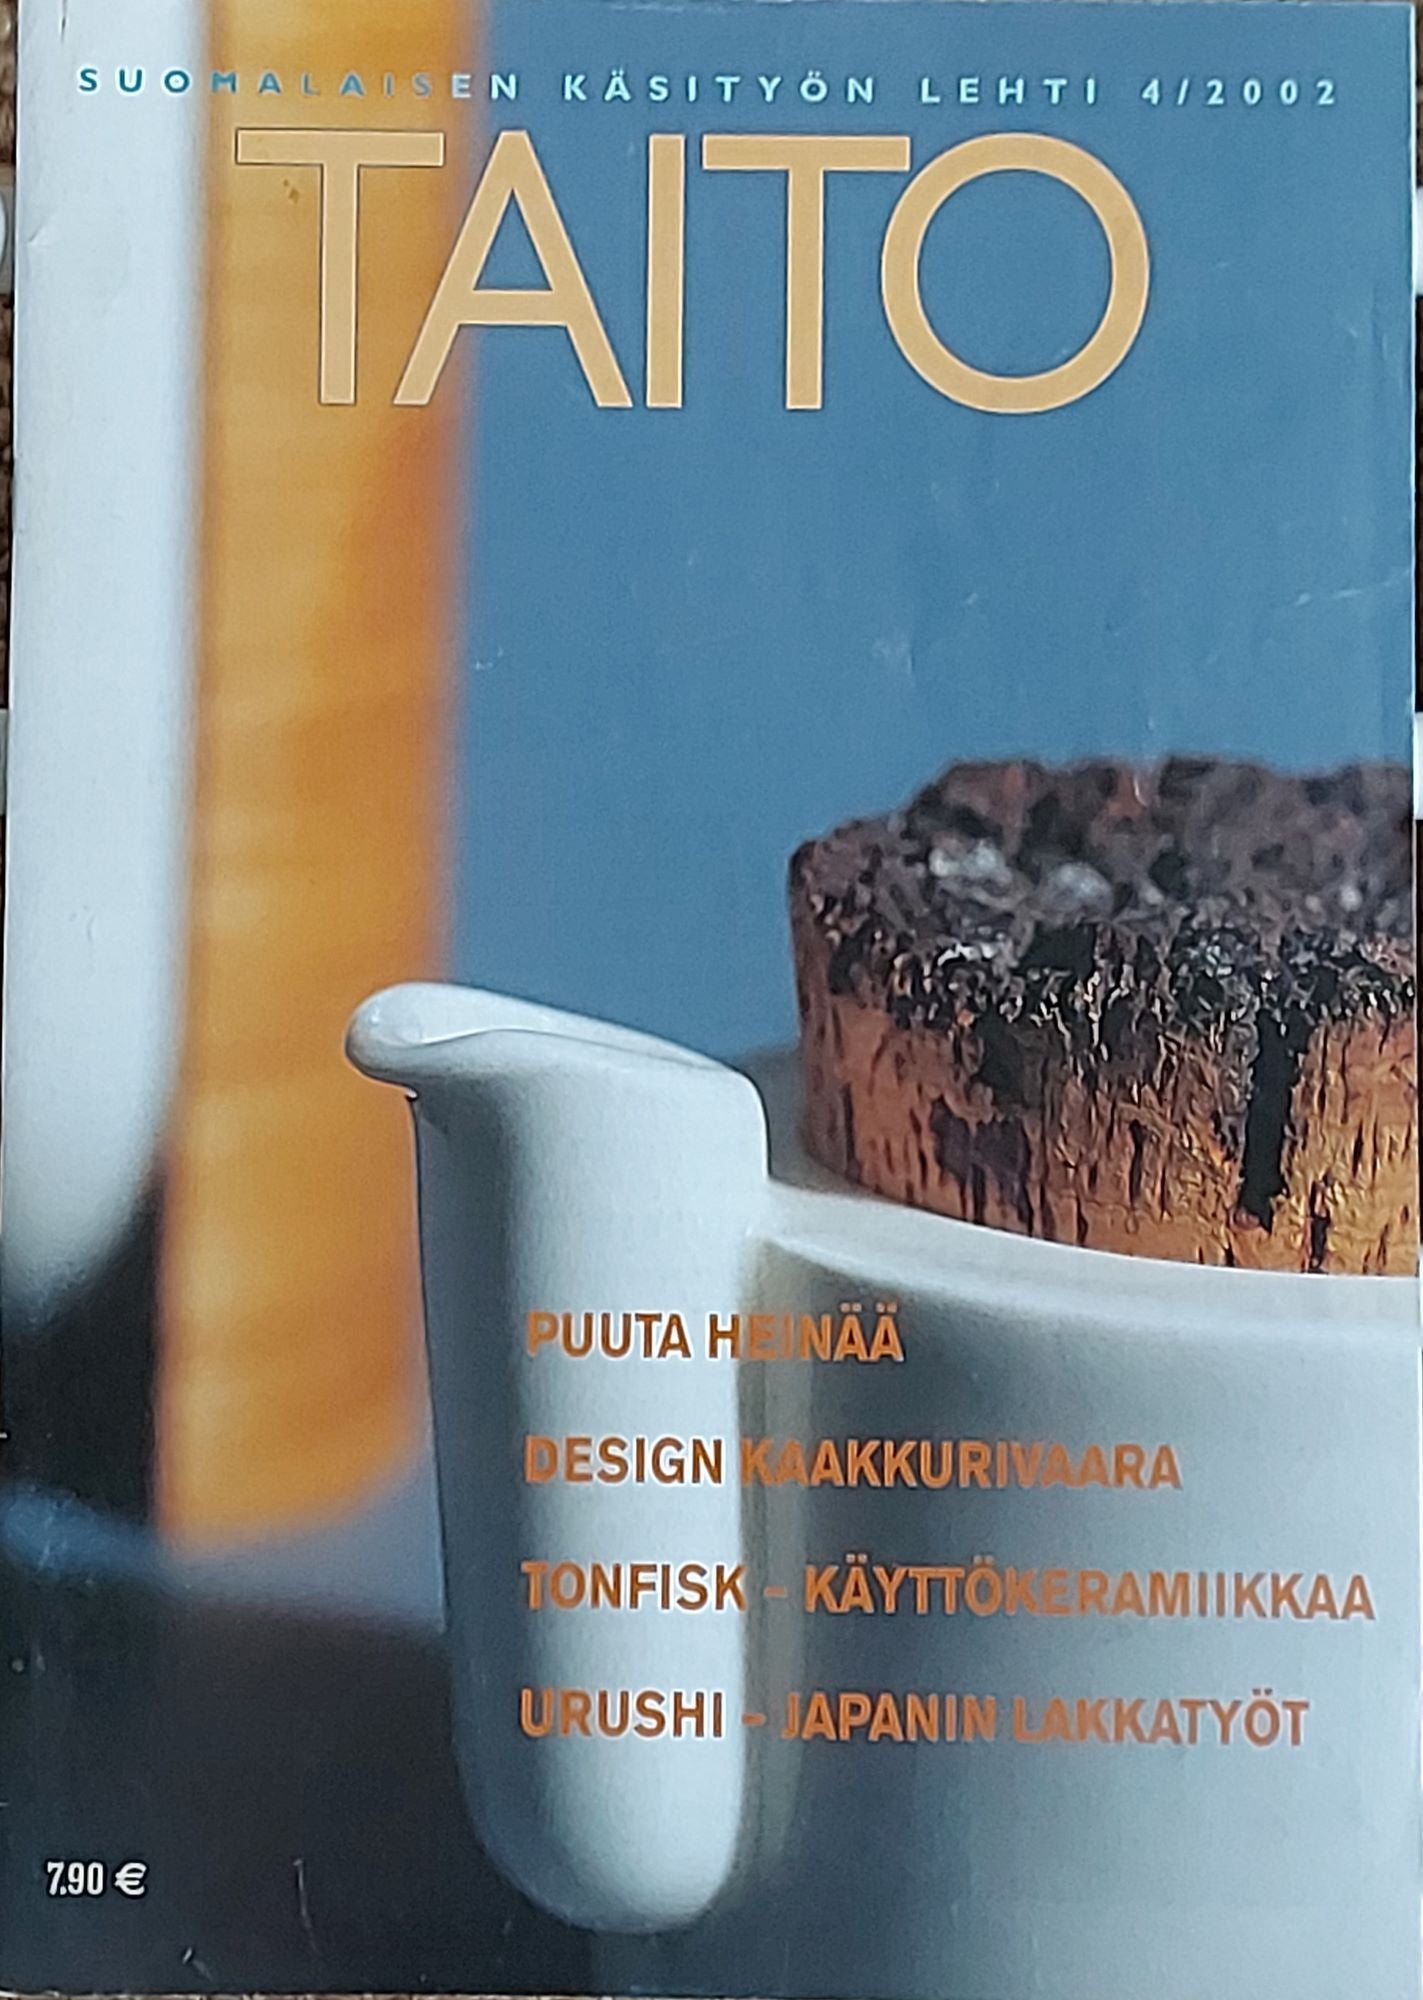 SUOMALAISEN KÄSITYÖN LEHTI 4/2002
TAITO
PUUTA HEINÄÄ
DESIGN KAAKKURIVAARA
TONFISK - KÄYTTÖKERAMIIKKAA
URUSHI - JAPANIN LAKKATYÖT
7.90 €